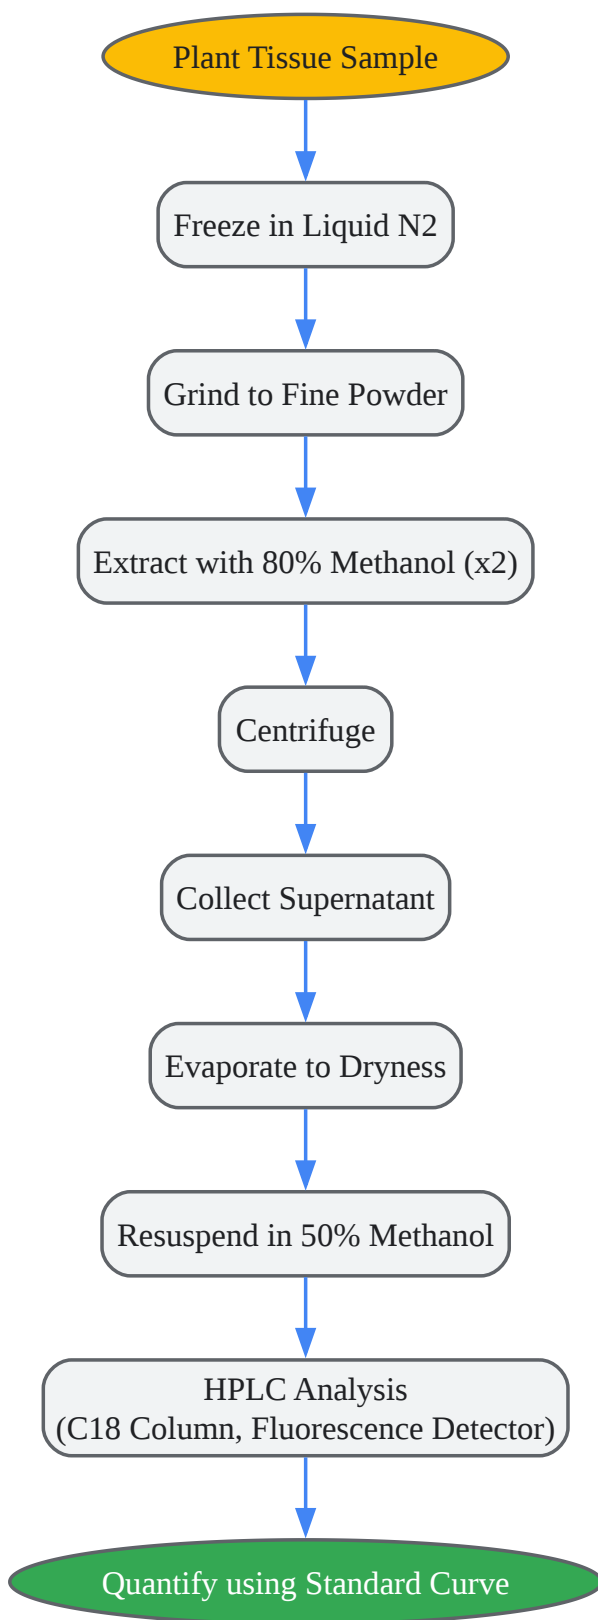 Plant Tissue Sample
Freeze in Liquid N2
Grind to Fine Powder
Extract with 80% Methanol (x2)
Centrifuge
Collect Supernatant
Evaporate to Dryness
Resuspend in 50% Methanol
HPLC Analysis
(C18 Column, Fluorescence Detector)
Quantify using Standard Curve